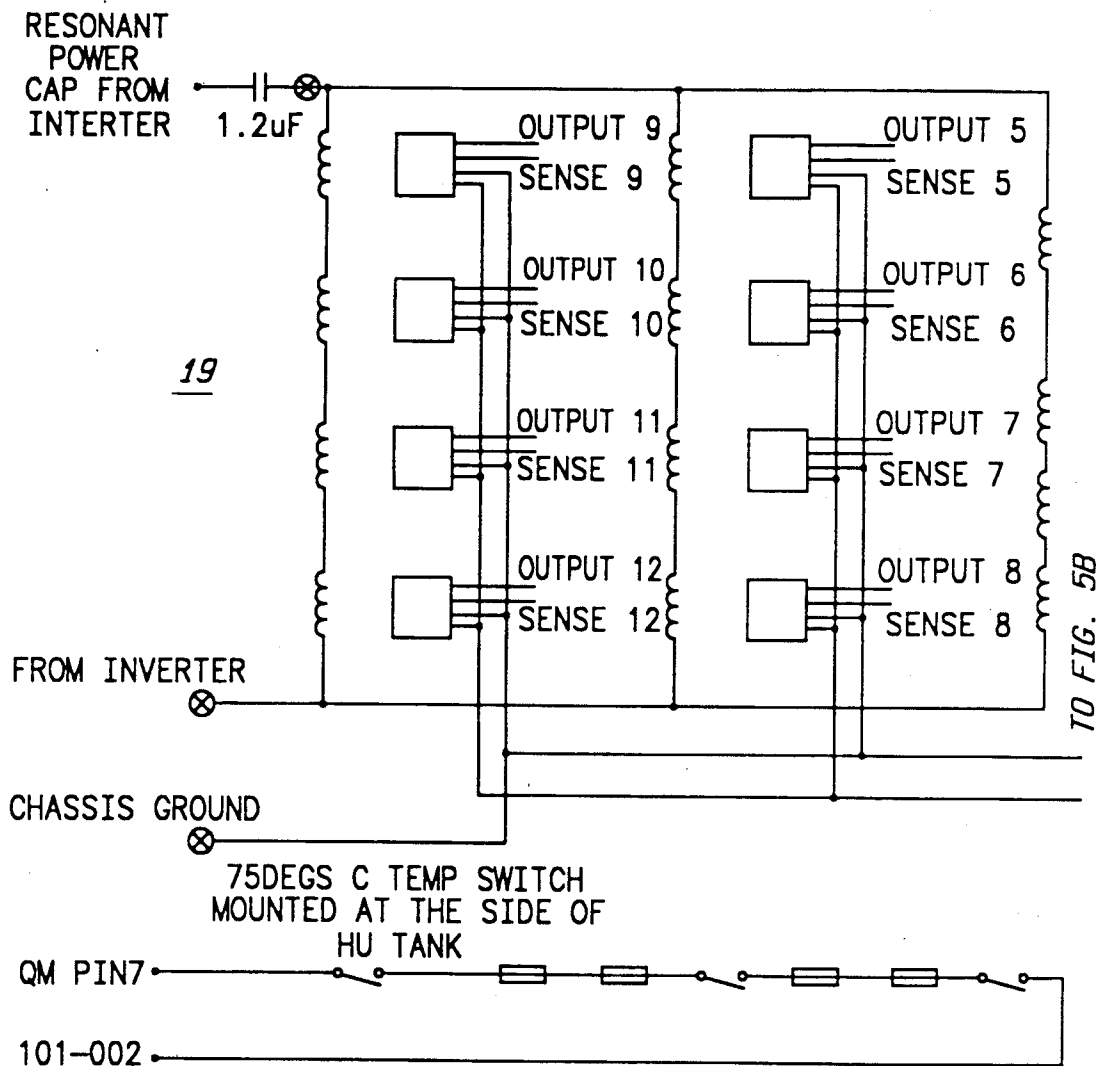 RESONANT
POWER
CAP FROM
INTERTER
1.2uF
OUTPUT 9
SENSE 9
OUTPUT 5
SENSE 5
OUTPUT 10
SENSE 10
OUTPUT 6
SENSE 6
19
OUTPUT 11
SENSE 11
OUTPUT 7
SENSE 7
OUTPUT 12
SENSE 12
OUTPUT 8
SENSE 8
TO FIG. 5B
FROM INVERTER
CHASSIS GROUND
75DEGS C TEMP SWITCH
MOUNTED AT THE SIDE OF
HU TANK
QM PIN7
101-002